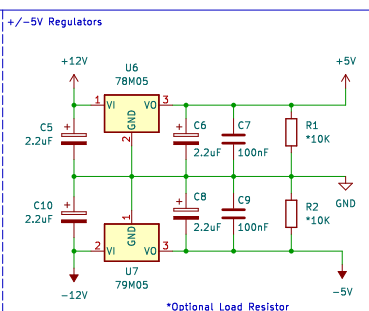 +/-5V Regulators
+12V
+5V
U6
78M05
1 VI VO 3
GND
2
C5
2.2uF
+
C6
2.2uF
+
C7
100nF
R1
*10K
GND
C10
2.2uF
+
C8
2.2uF
+
C9
100nF
R2
*10K
1
GND
2 VI VO 3
U7
79M05
-12V
-5V
*Optional Load Resistor